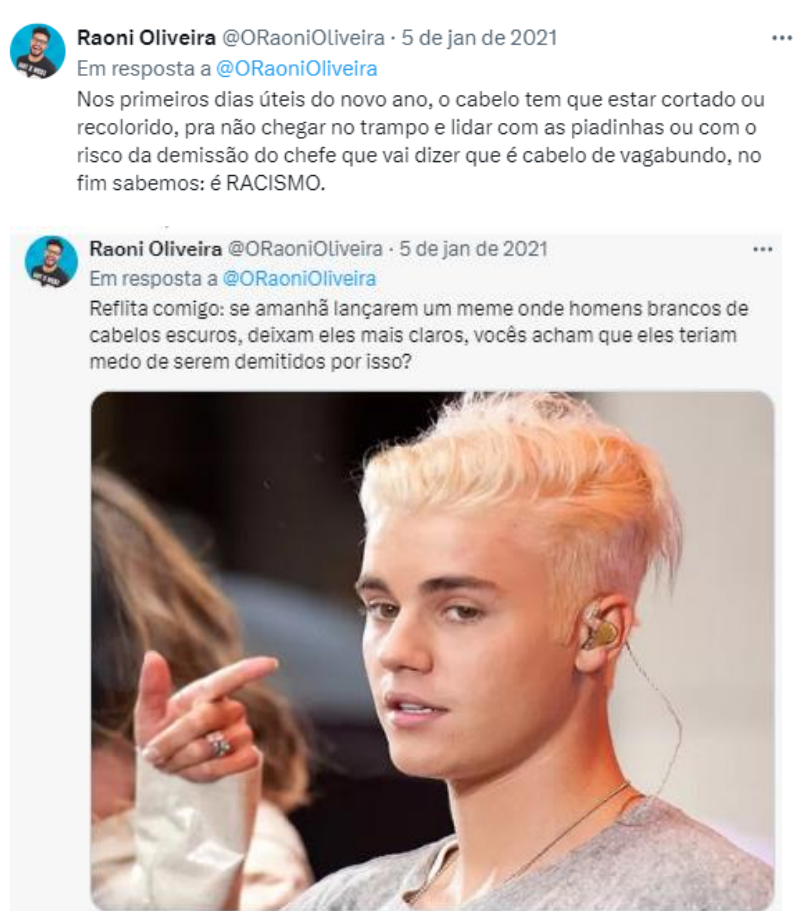 Raoni Oliveira @ORaoniOliveira · 5 de jan de 2021
Em resposta a @ORaoniOliveira
Nos primeiros dias úteis do novo ano, o cabelo tem que estar cortado ou
recolorido, pra não chegar no trampo e lidar com as piadinhas ou com o
risco da demissão do chefe que vai dizer que é cabelo de vagabundo, no
fim sabemos: é RACISMO.
Raoni Oliveira @ORaoniOliveira · 5 de jan de 2021
Em resposta a @ORaoniOliveira
Reflita comigo: se amanhã lançarem um meme onde homens brancos de
cabelos escuros, deixam eles mais claros, vocês acham que eles teriam
medo de serem demitidos por isso?